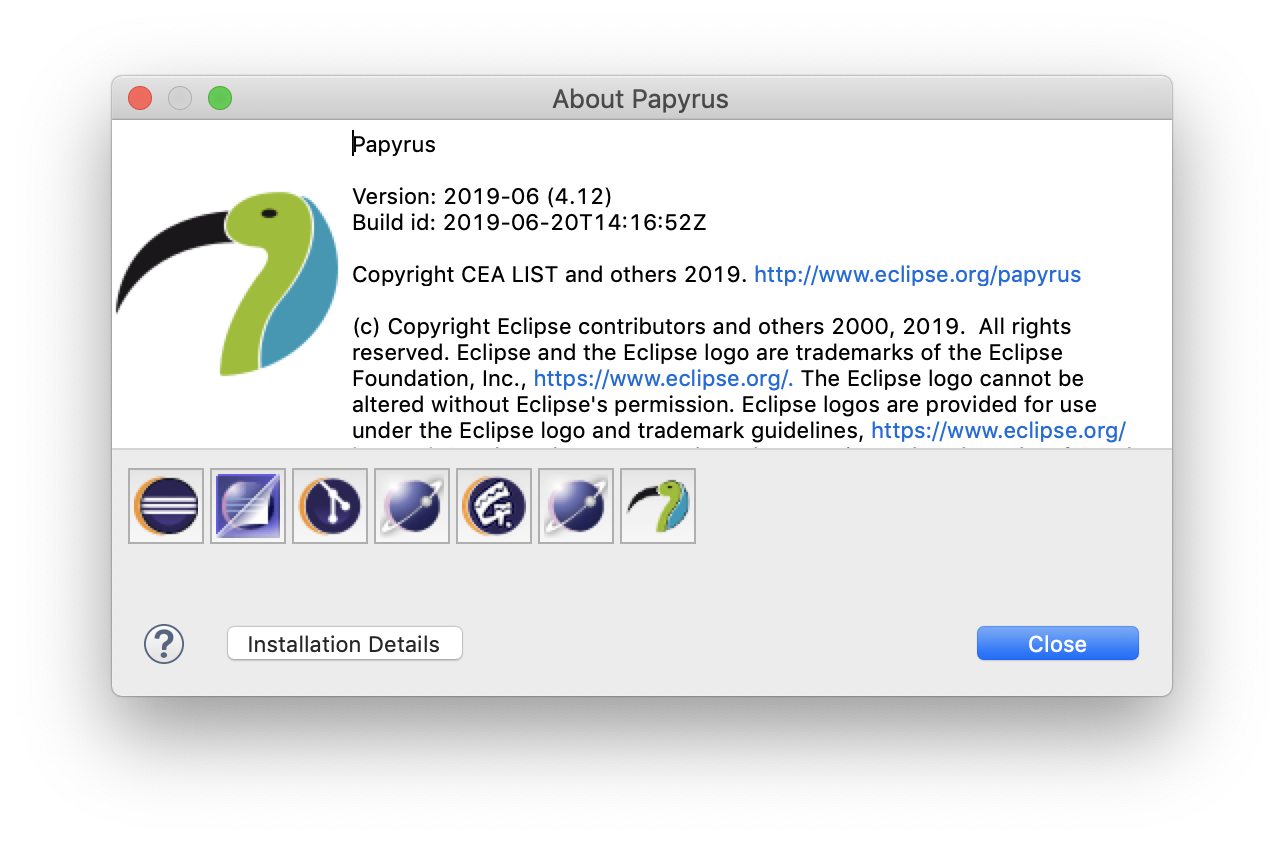 About Papyrus
Papyrus
Version: 2019-06 (4.12)
Build id: 2019-06-20T14:16:52Z
Copyright CEA LIST and others 2019. http://www.eclipse.org/papyrus
(c) Copyright Eclipse contributors and others 2000, 2019.  All rights
reserved. Eclipse and the Eclipse logo are trademarks of the Eclipse
Foundation, Inc., https://www.eclipse.org/. The Eclipse logo cannot be
altered without Eclipse's permission. Eclipse logos are provided for use
under the Eclipse logo and trademark guidelines, https://www.eclipse.org/
?
Installation Details
Close